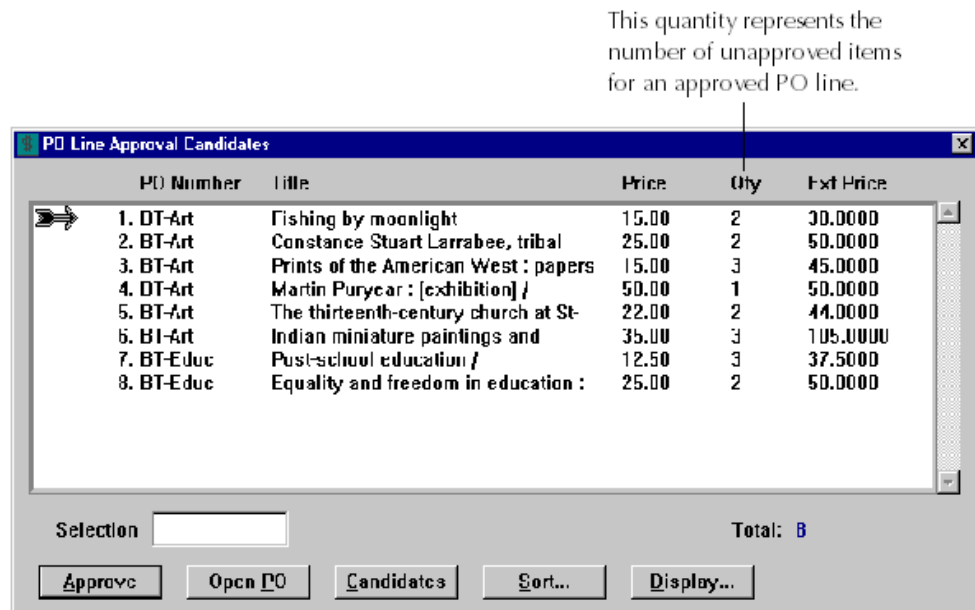 This quantity represents the
number of unapproved items
for an approved PO line.
PO Line Approval Candidates
PO Number Title Price Qty Ext Price
1. BT-Art Fishing by moonlight 15.00 2 30.0000
2. BT-Art Constance Stuart Larrabee, tribal 25.00 2 50.0000
3. BT-Art Prints of the American West : papers 15.00 3 45.0000
4. BT-Art Martin Puryear : [exhibition] / 50.00 1 50.0000
5. BT-Art The thirteenth-century church at St- 22.00 2 44.0000
6. BT-Art Indian miniature paintings and 35.00 3 105.0000
7. BT-Educ Post-school education / 12.50 3 37.5000
8. BT-Educ Equality and freedom in education : 25.00 2 50.0000
Selection Total: 8
Approve Open PO Candidates Sort... Display...